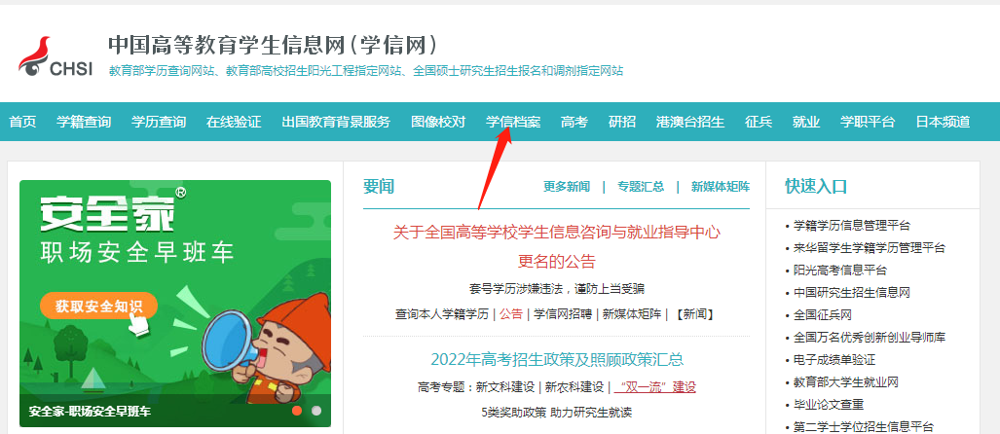 中国高等教育学生信息网(学信网)
CHSI
教育部学历查询网站、教育部高校招生阳光工程指定网站、全国硕士研究生招生报名和调剂指定网站
首页 学籍查询 学历查询 在线验证 出国教育背景服务 图像校对 学信档案 高考 研招 港澳台招生 征兵 就业 学职平台 日本频道
安全家®
职场安全早班车
获取安全知识
安全家-职场安全早班车
要闻 更多新闻 | 专题汇总 | 新媒体矩阵
关于全国高等学校学生信息咨询与就业指导中心
更名的公告
套号学历涉嫌违法，谨防上当受骗
查询本人学籍学历 | 公告 | 学信网招聘 | 新媒体矩阵 | 【新闻】
2022年高考招生政策及照顾政策汇总
高考专题：新文科建设 | 新农科建设 | “双一流”建设
5类奖助政策 助力研究生就读
快速入口
• 学籍学历信息管理平台
• 来华留学生学籍学历管理平台
• 阳光高考信息平台
• 中国研究生招生信息网
• 全国征兵网
• 全国万名优秀创新创业导师库
• 电子成绩单验证
• 教育部大学生就业网
• 毕业论文查重
• 第二学士学位招生信息平台